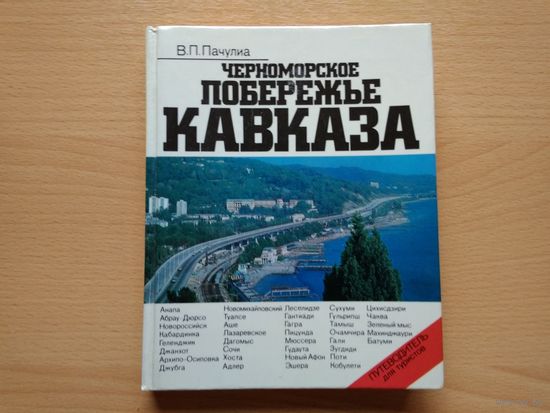 В.П.Пачулиа
ЧЕРНОМОРСКОЕ
ПОБЕРЕЖЬЕ
КАВКАЗА
Анапа
Абрау-Дюрсо
Новороссийск
Кабардинка
Геленджик
Джанхот
Архипо-Осиповка
Джубга
Новомихайловский
Туапсе
Аше
Лазаревское
Дагомыс
Сочи
Хоста
Адлер
Леселидзе
Гантиади
Гагра
Пицунда
Мюссера
Гудаута
Новый Афон
Эшера
Сухуми
Гульрипш
Тамыш
Очамчира
Гали
Зугдиди
Поти
Кобулети
Цихисдзири
Чаква
Зеленый мыс
Махинджаури
Батуми
ПУТЕВОДИТЕЛЬ
для туристов